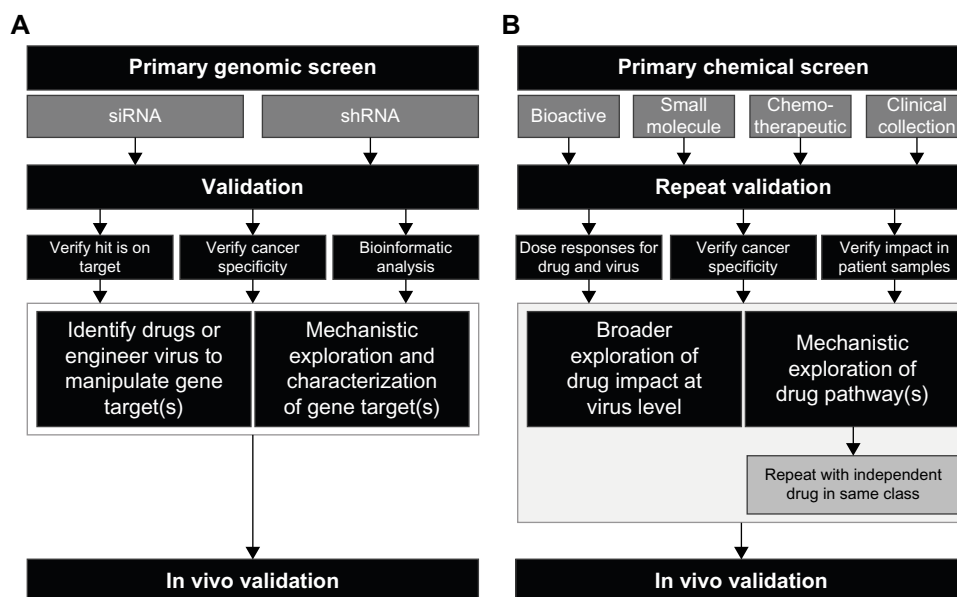 A
Primary genomic screen
siRNA
shRNA
Validation
Verify hit is on
target
Verify cancer
specificity
Bioinformatic
analysis
Identify drugs or
engineer virus to
manipulate gene
target(s)
Mechanistic
exploration and
characterization
of gene target(s)
In vivo validation
B
Primary chemical screen
Bioactive
Small
molecule
Chemo-
therapeutic
Clinical
collection
Repeat validation
Dose responses for
drug and virus
Verify cancer
specificity
Verify impact in
patient samples
Broader
exploration of
drug impact at
virus level
Mechanistic
exploration of
drug pathway(s)
Repeat with independent
drug in same class
In vivo validation